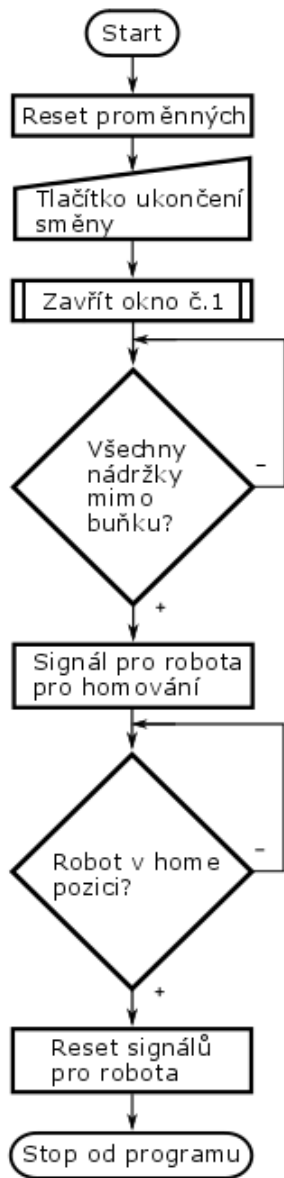 Start
Reset proměnných
Tlačítko ukončení
směny
Zavřít okno č.1
Všechny
nádržky
mimo
buňku?
–
+
Signál pro robota
pro homování
Robot v home
pozici?
–
+
Reset signálů
pro robota
Stop od programu